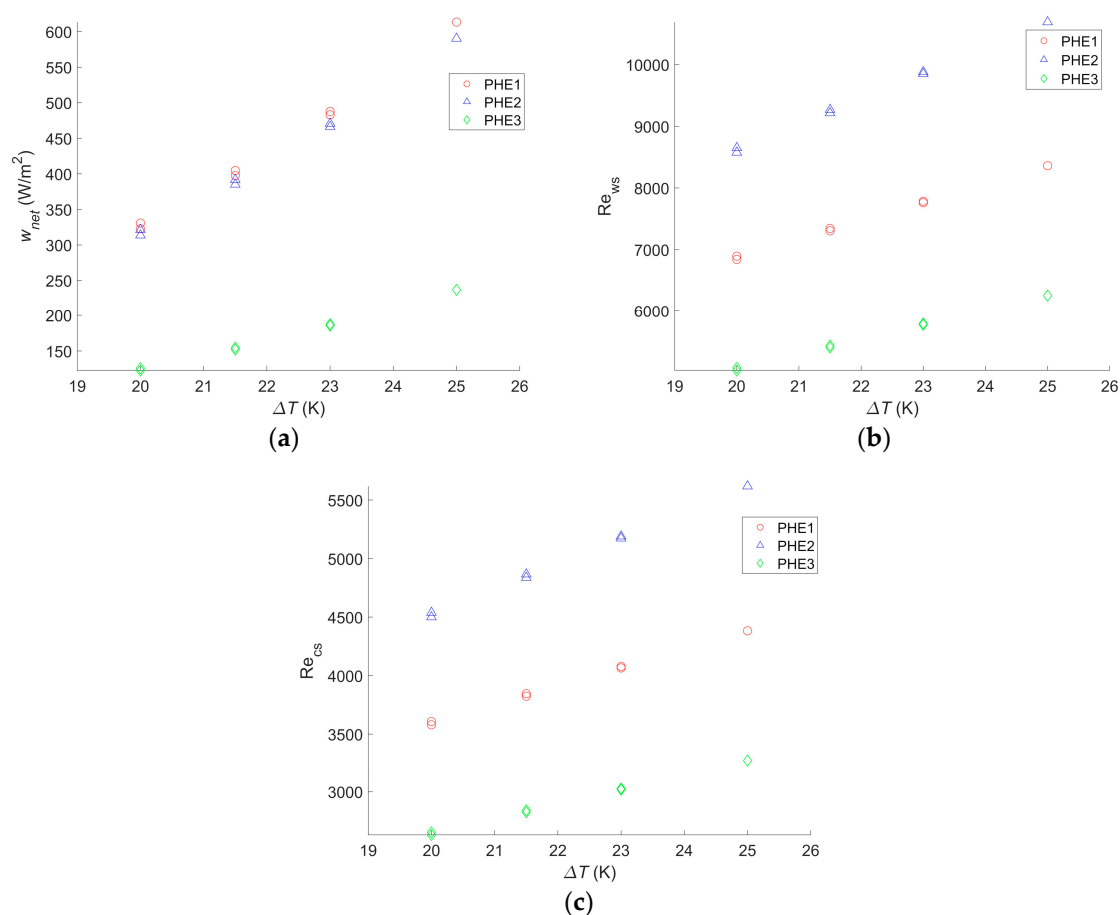 600
550
500
450
400
350
300
250
200
150
w_net (W/m²)
PHE1
PHE2
PHE3
19 20 21 22 23 24 25 26
ΔT (K)
(a)
10000
9000
8000
7000
6000
Re_ws
PHE1
PHE2
PHE3
19 20 21 22 23 24 25 26
ΔT (K)
(b)
5500
5000
4500
4000
3500
3000
Re_cs
PHE1
PHE2
PHE3
19 20 21 22 23 24 25 26
ΔT (K)
(c)